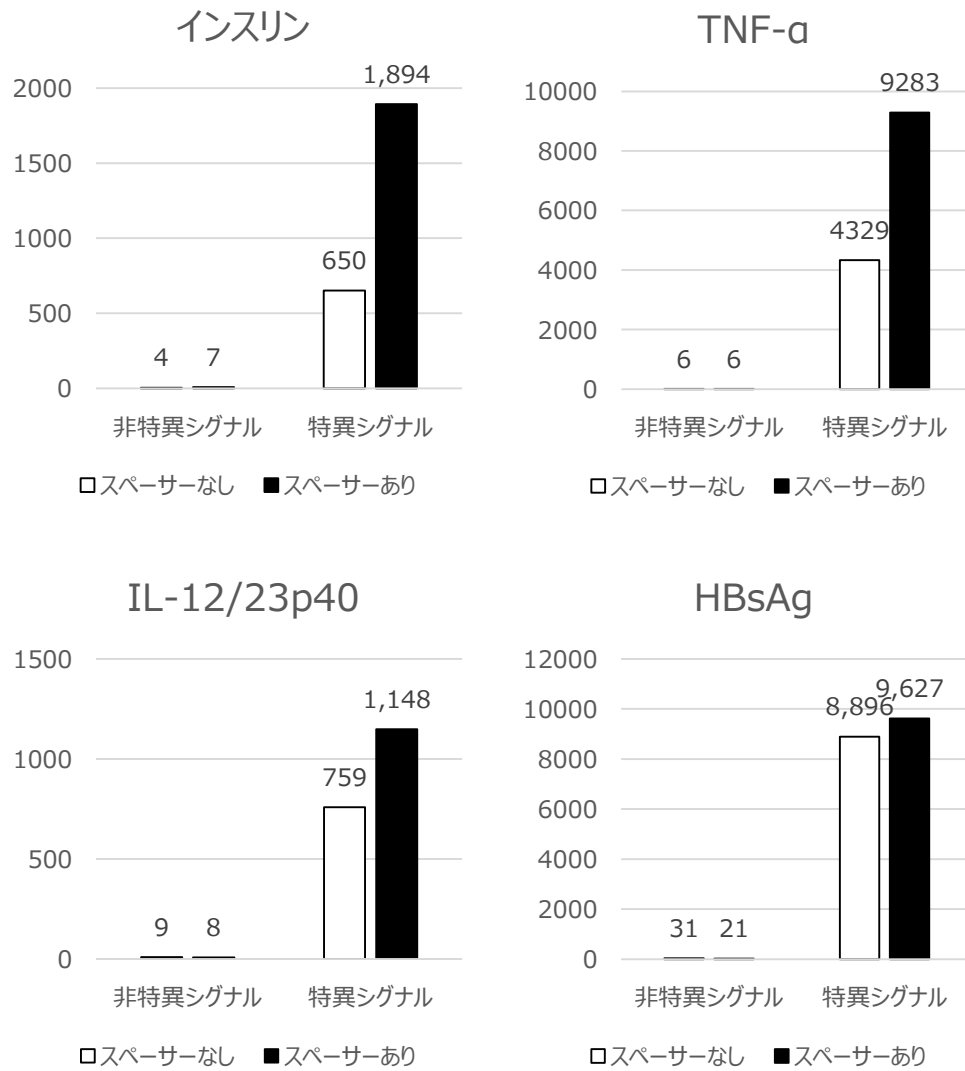 インスリン
1,894
2000
1500
1000
650
500
4 7
0
非特異シグナル 特異シグナル
スペーサーなし スペーサーあり
TNF-α
9283
10000
8000
6000
4329
4000
2000
6 6
0
非特異シグナル 特異シグナル
スペーサーなし スペーサーあり
IL-12/23p40
1500
1,148
1000
759
500
9 8
0
非特異シグナル 特異シグナル
スペーサーなし スペーサーあり
HBsAg
12000
8,896 9,627
10000
8000
6000
4000
2000
31 21
0
非特異シグナル 特異シグナル
スペーサーなし スペーサーあり